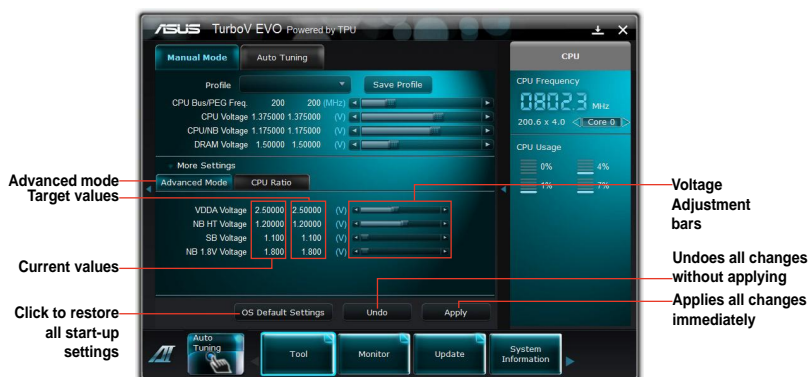 ASUS TurboV EVO Powered by TPU
Manual Mode Auto Tuning
Profile Save Profile
CPU Bus/PEG Freq. 200 200 (MHz)
CPU Voltage 1.375000 1.375000 (V)
CPU/NB Voltage 1.175000 1.175000 (V)
DRAM Voltage 1.50000 1.50000 (V)
More Settings
Advanced Mode CPU Ratio
VDDA Voltage 2.50000 2.50000 (V)
NB HT Voltage 1.20000 1.20000 (V)
SB Voltage 1.100 1.100 (V)
NB 1.8V Voltage 1.800 1.800 (V)
OS Default Settings Undo Apply
Auto Tuning
Tool Monitor Update System Information
CPU
CPU Frequency
0802.3 MHz
200.6 x 4.0 Core 0
CPU Usage
0% 4%
1% 7%
Advanced mode
Target values
Current values
Click to restore
all start-up
settings
Voltage
Adjustment
bars
Undoes all changes
without applying
Applies all changes
immediately